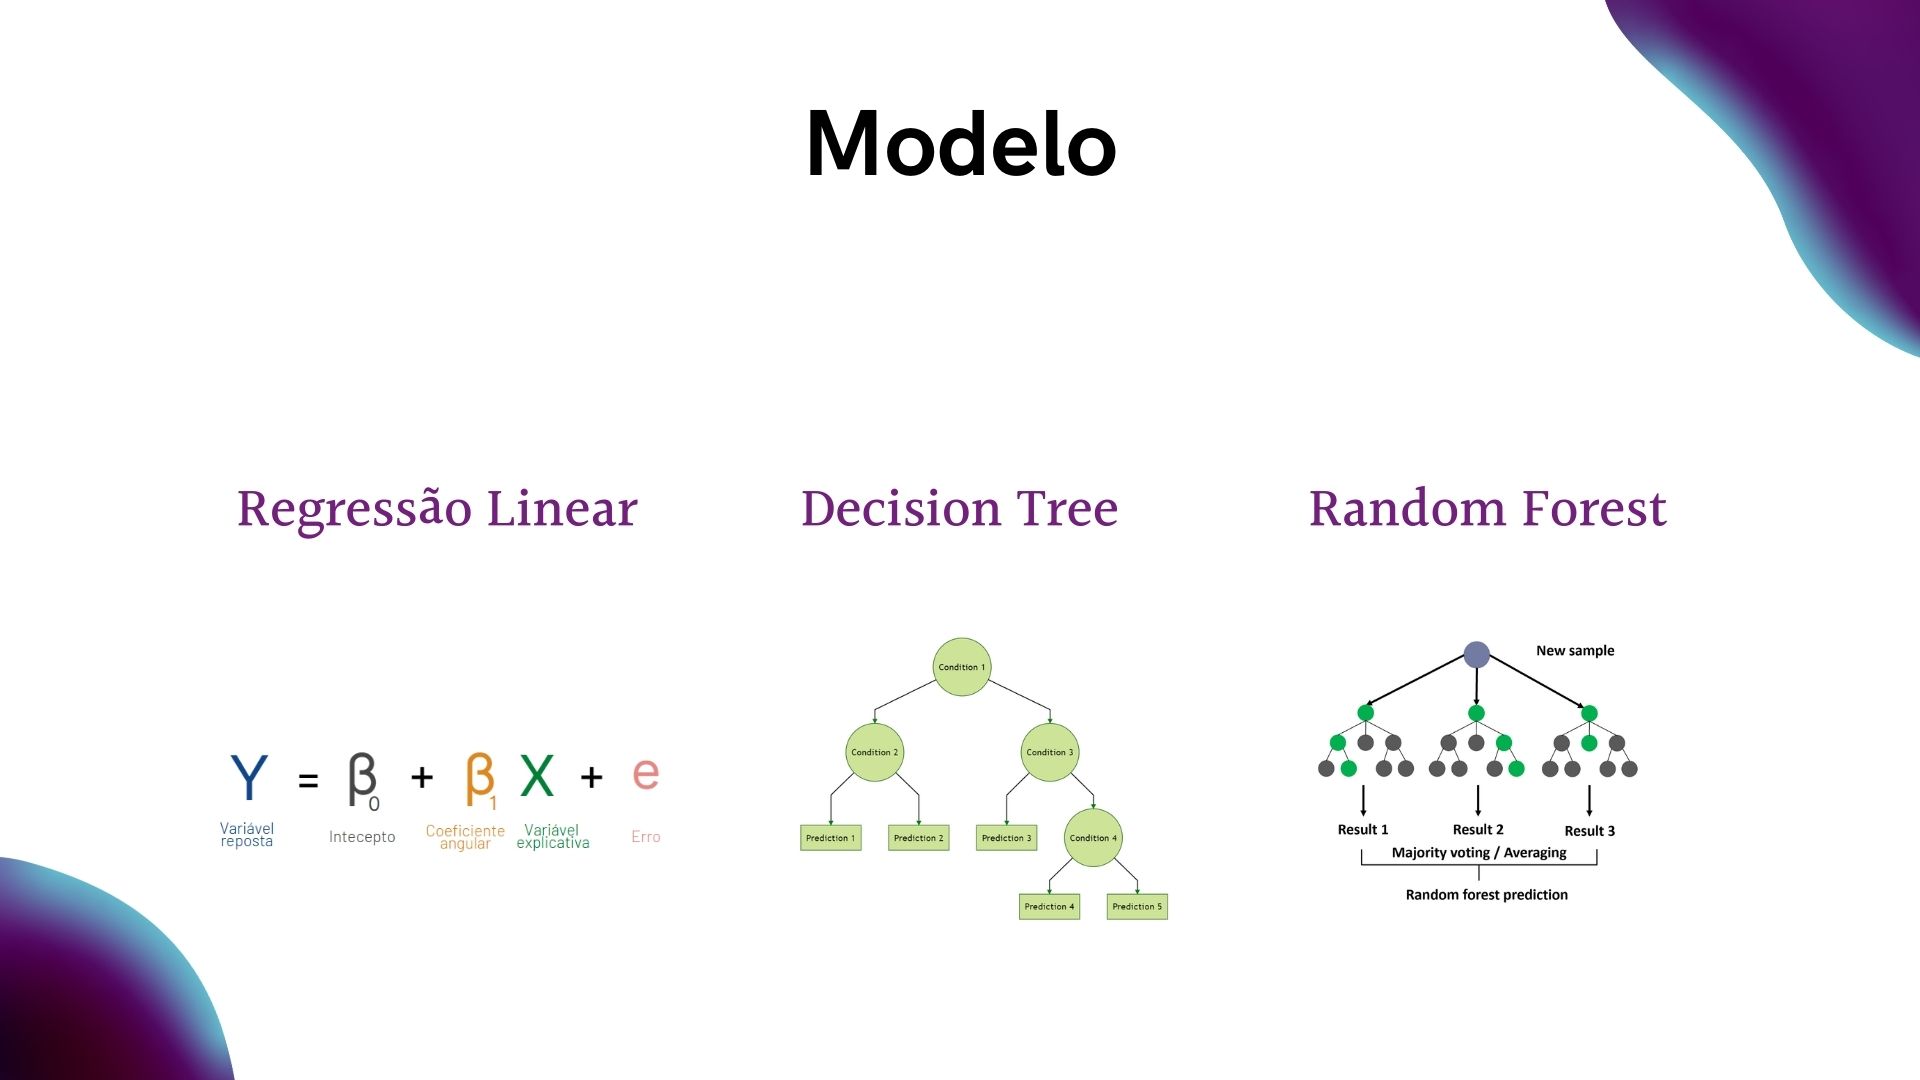 Modelo
Regressão Linear
Decision Tree
Random Forest
Y = β0 + β1 X + e
Variável
reposta
Intecepto
Coeficiente
angular
Variável
explicativa
Erro
Condition 1
Condition 2
Condition 3
Prediction 1
Prediction 2
Prediction 3
Condition 4
Prediction 4
Prediction 5
New sample
Result 1
Result 2
Result 3
Majority voting / Averaging
Random forest prediction